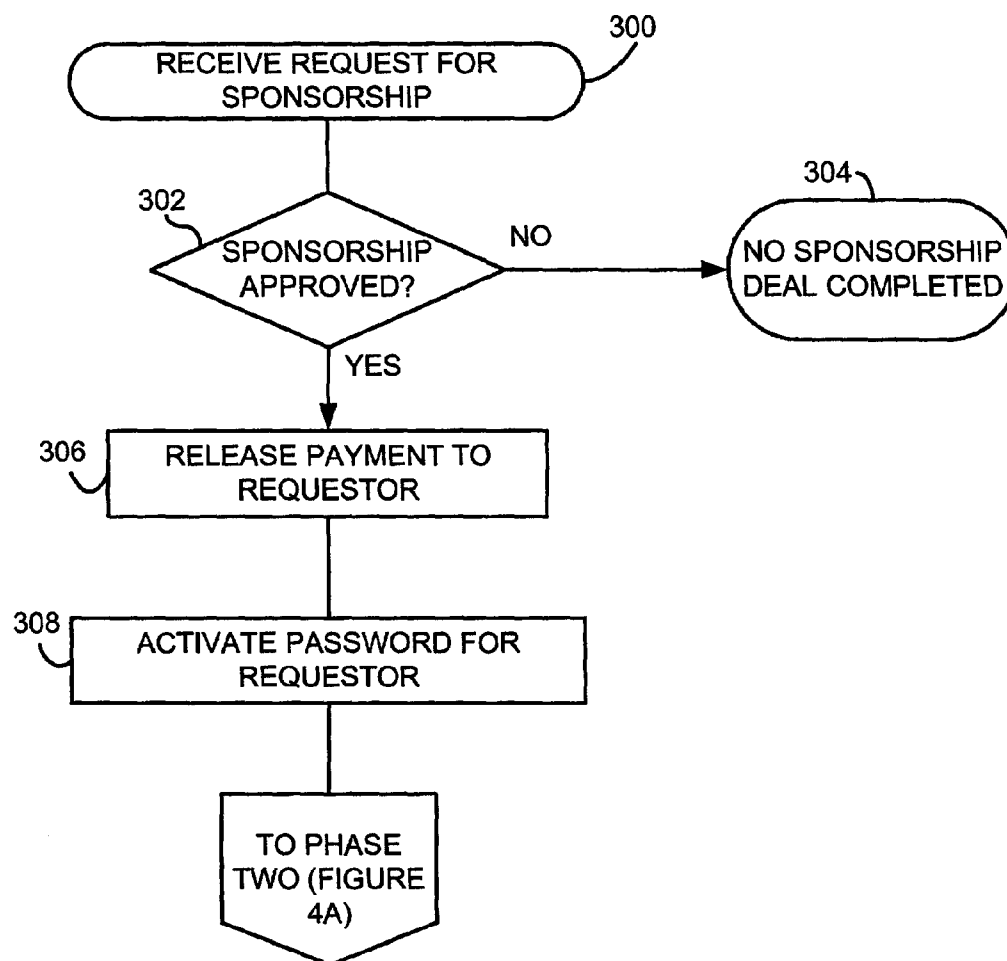 300
RECEIVE REQUEST FOR
SPONSORSHIP
302
SPONSORSHIP
APPROVED?
NO
304
NO SPONSORSHIP
DEAL COMPLETED
YES
306
RELEASE PAYMENT TO
REQUESTOR
308
ACTIVATE PASSWORD FOR
REQUESTOR
TO PHASE
TWO (FIGURE
4A)